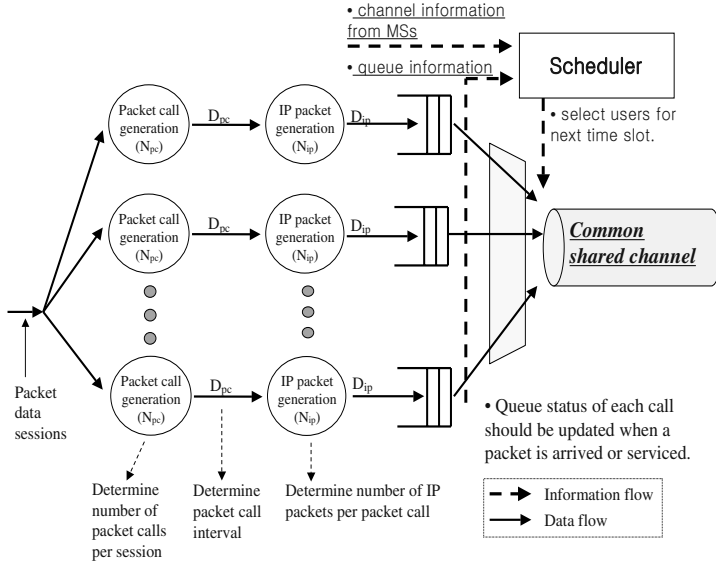 • channel information
from MSs
• queue information
Scheduler
• select users for
next time slot.
Packet call
generation
(Npc)
Dpc
IP packet
generation
(Nip)
Dip
Packet call
generation
(Npc)
Dpc
IP packet
generation
(Nip)
Dip
Common
shared channel
Packet call
generation
(Npc)
Dpc
IP packet
generation
(Nip)
Dip
Packet
data
sessions
• Queue status of each call
should be updated when a
packet is arrived or serviced.
Determine
number of
packet calls
per session
Determine
packet call
interval
Determine number of IP
packets per packet call
Information flow
Data flow